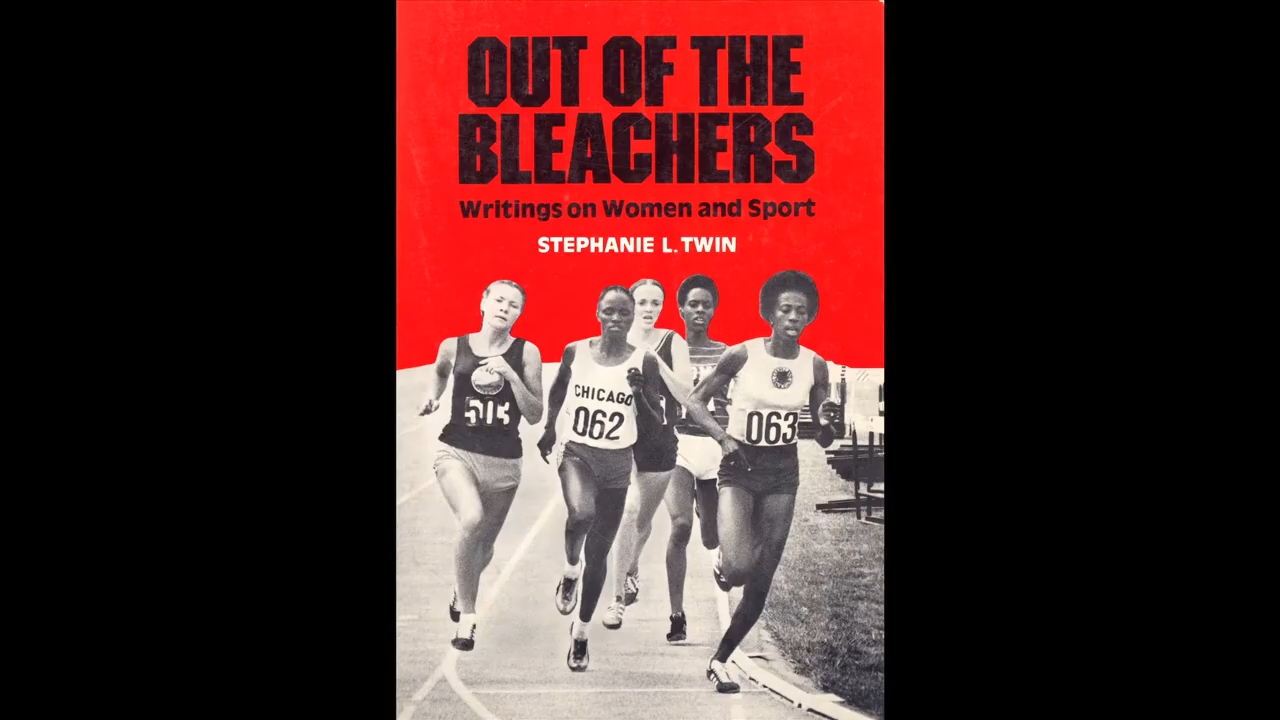 OUT OF THE
BLEACHERS
Writings on Women and Sport
STEPHANIE L. TWIN
503
CHICAGO
062
063